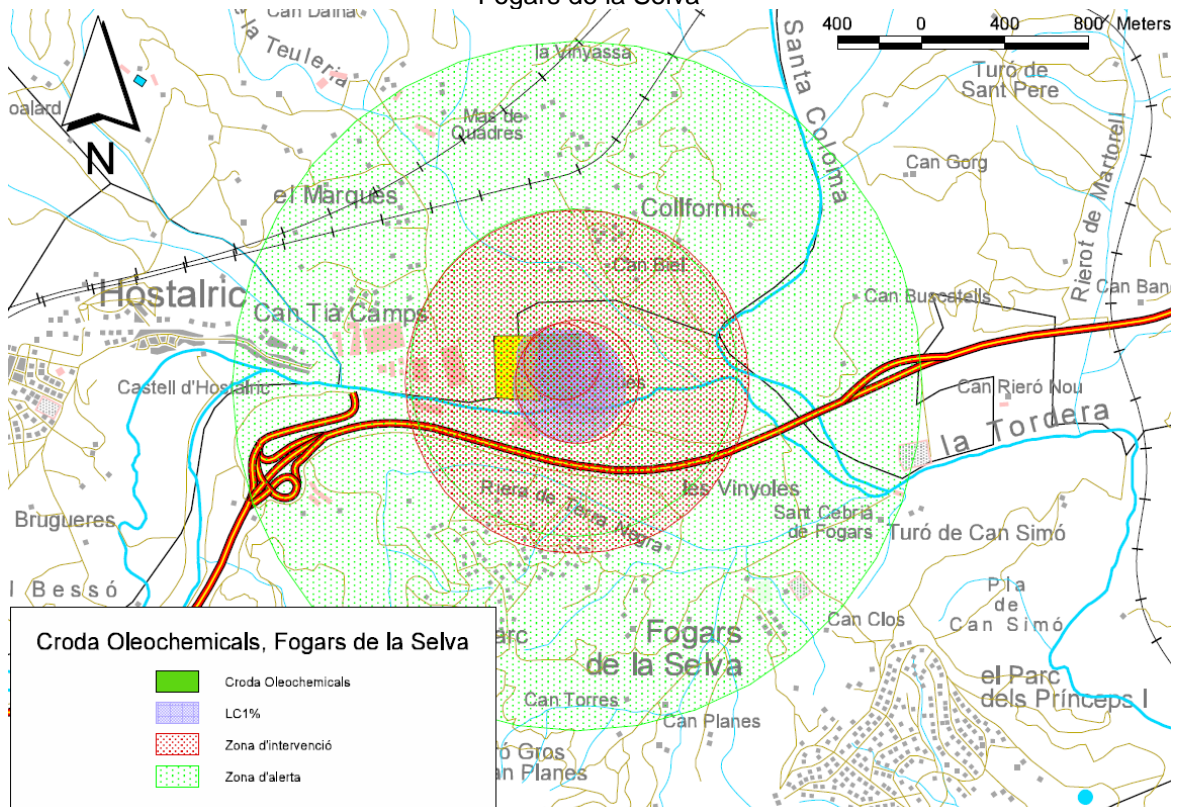 Fogars de la Selva
Can Daina
la Teuleria
la Vinyassa
Santa Coloma
400 0 400 800 Meters
Turó de
Sant Pere
oalard
Mas de
Quadres
Can Gorg
Rierot de Martorell
N
el Marques
Collformic
Can Biel
Hostalric
Can Tià Camps
Can Buscatells
Can Ban
Castell d'Hostalric
Can Rieró Nou
la Tordera
Riera de Terra Negra
les Vinyoles
Brugueres
Sant Cebrià
de Fogars
Turó de Can Simó
l Bessó
Pla
de
Can Simó
Can Clos
Fogars
de la Selva
arc
el Parc
dels Prínceps I
Can Torres
Can Planes
ó Gros
an Planes
Croda Oleochemicals, Fogars de la Selva
Croda Oleochemicals
LC1%
Zona d'intervenció
Zona d'alerta